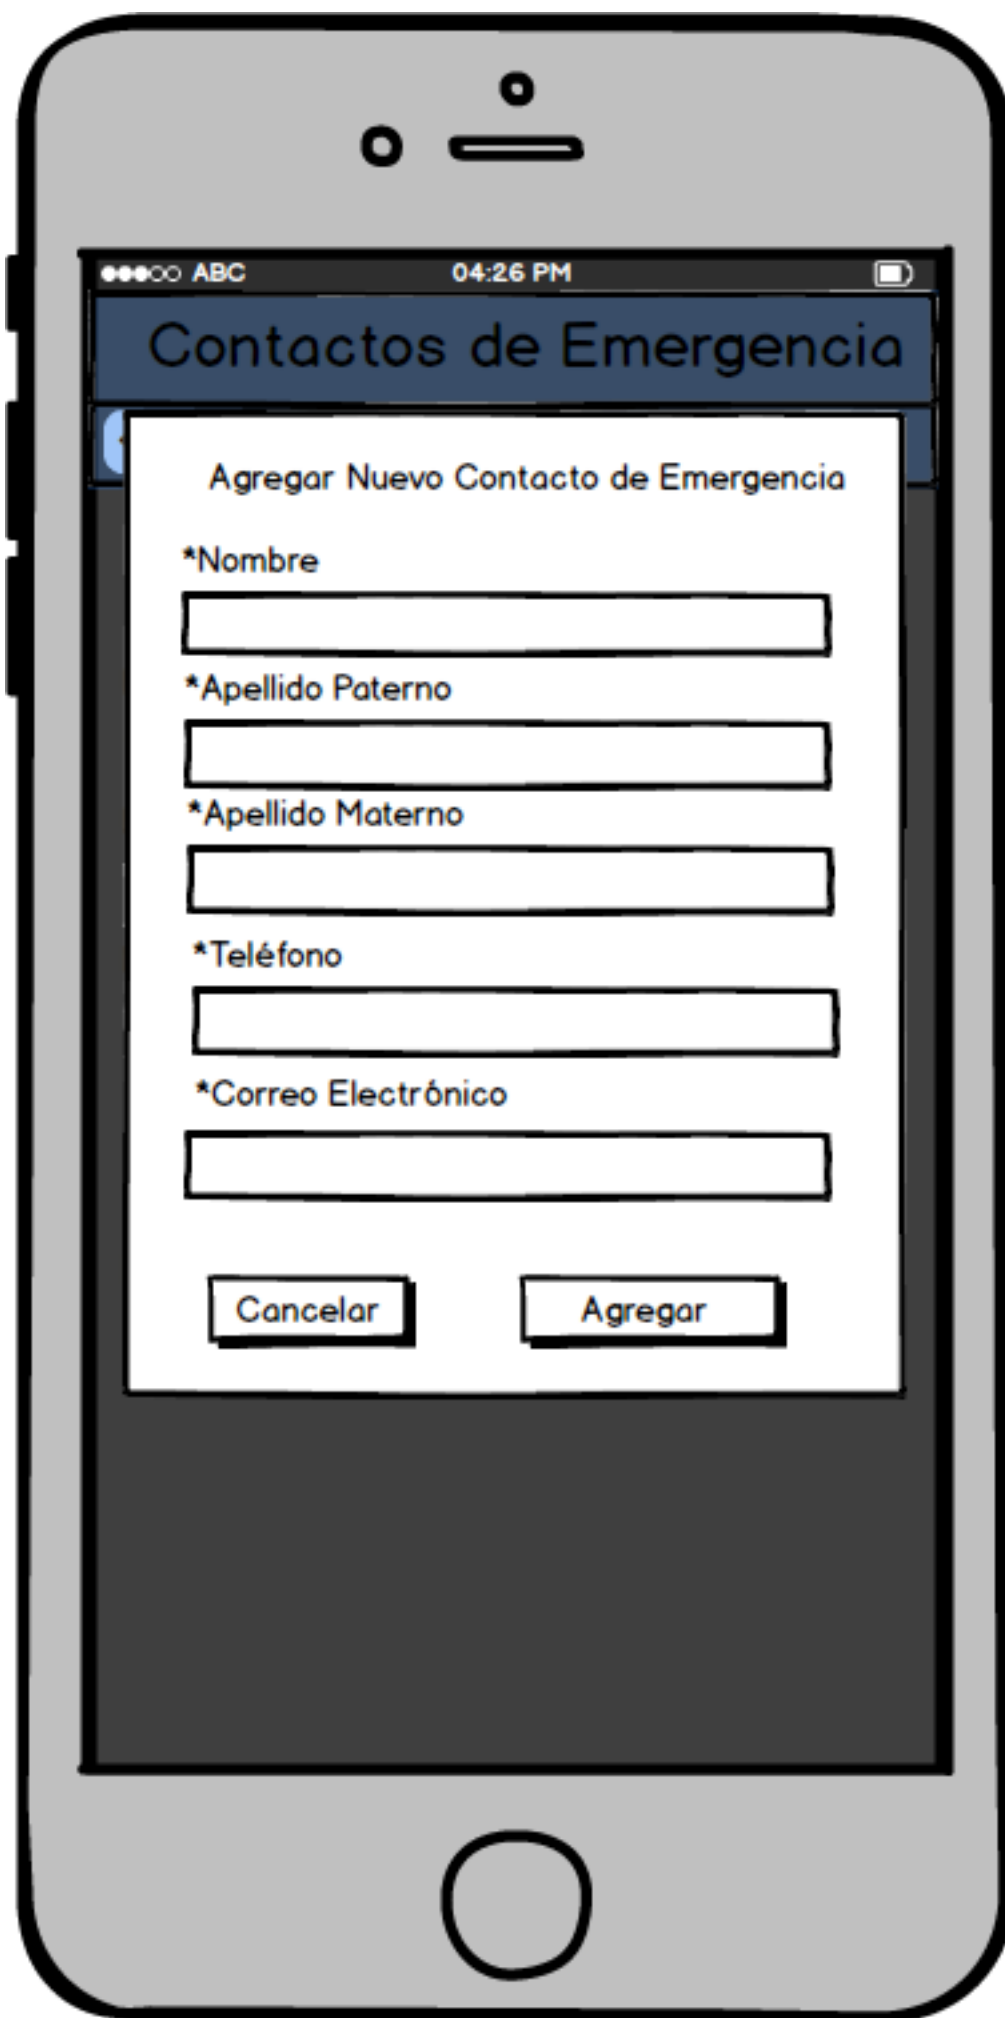 ABC 04:26 PM
Contactos de Emergencia
Agregar Nuevo Contacto de Emergencia
*Nombre
*Apellido Paterno
*Apellido Materno
*Teléfono
*Correo Electrónico
Cancelar Agregar